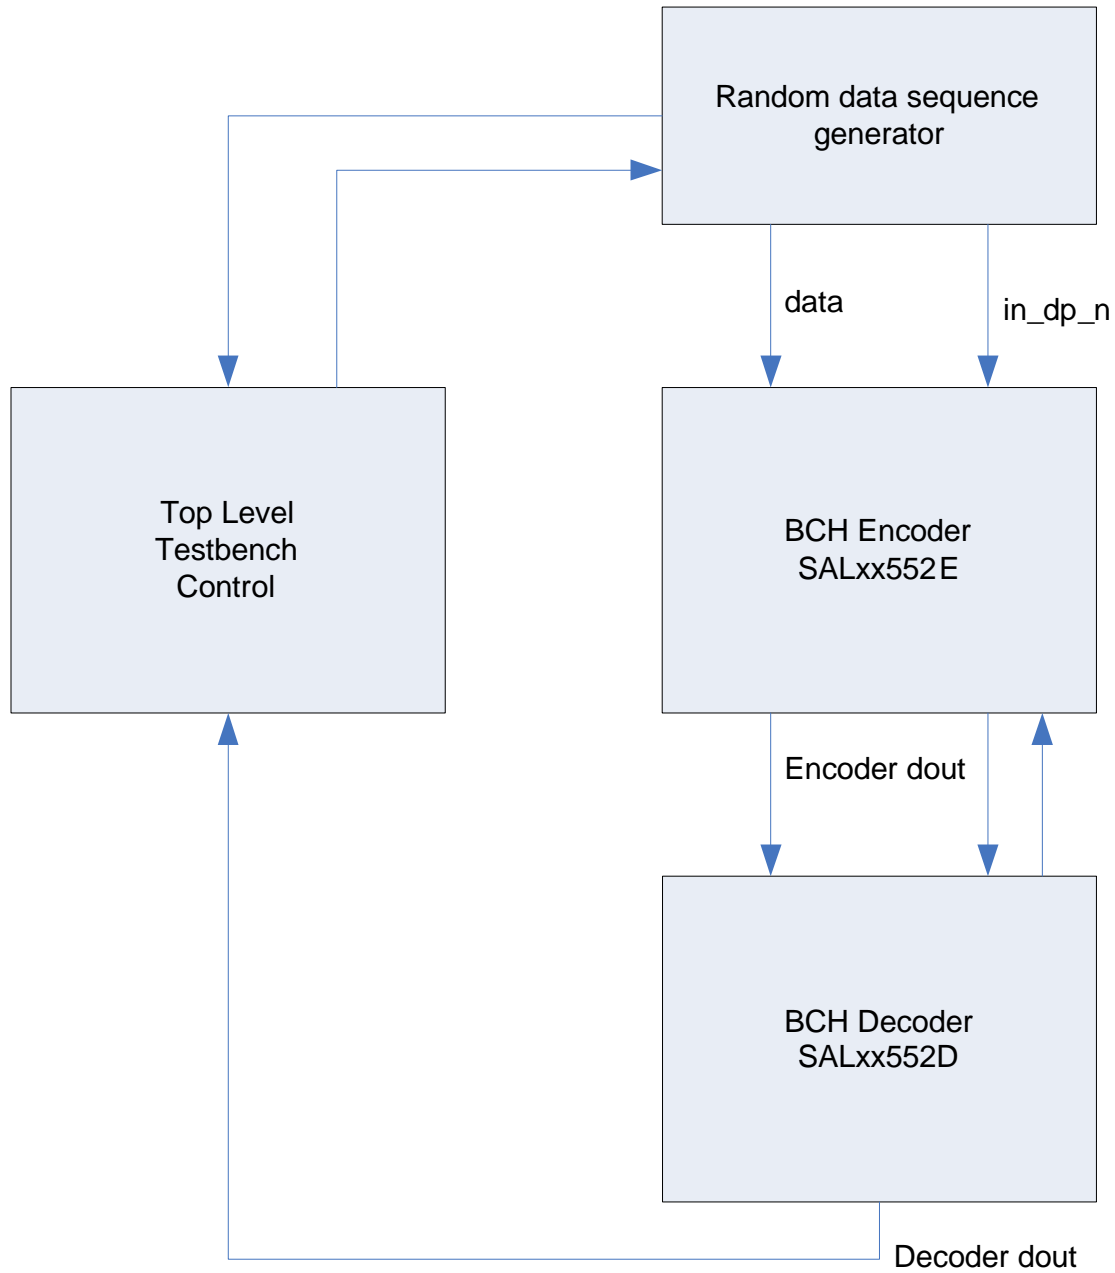 Random data sequence
generator
data
in_dp_n
Top Level
Testbench
Control
BCH Encoder
SALxx552E
Encoder dout
BCH Decoder
SALxx552D
Decoder dout